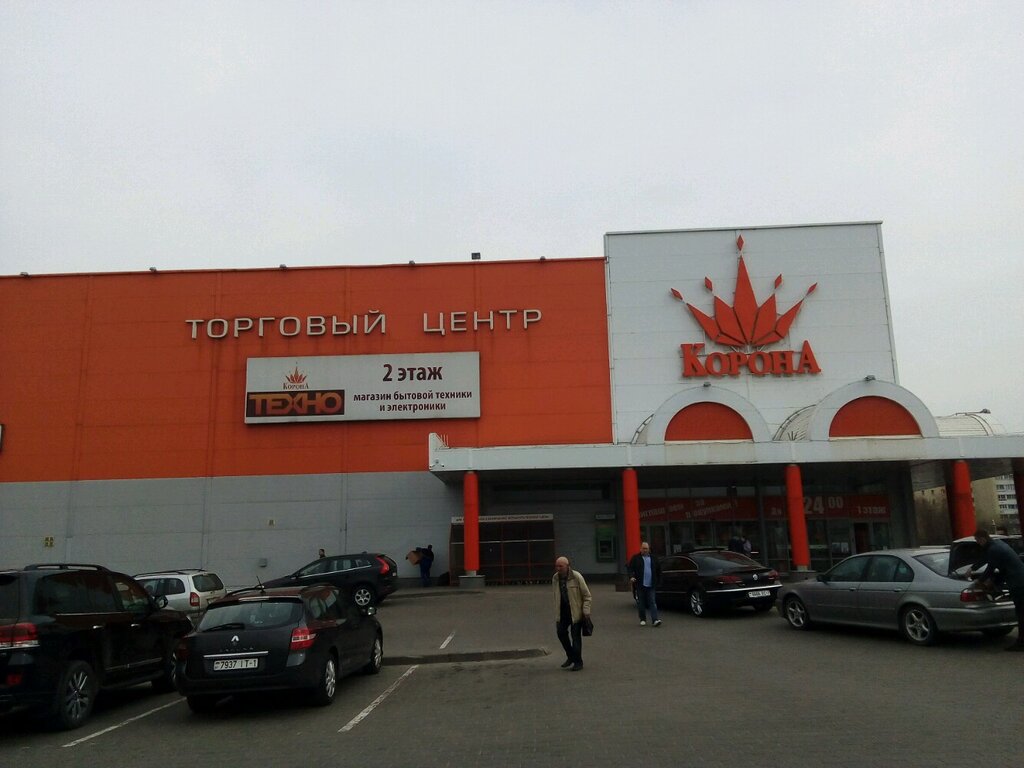 ТОРГОВЫЙ ЦЕНТР
КОРОНА
КОРОНА
ТЕХНО
2 этаж
магазин бытовой техники
и электроники
24 00
1 ЭТАЖ
7937 IT-1